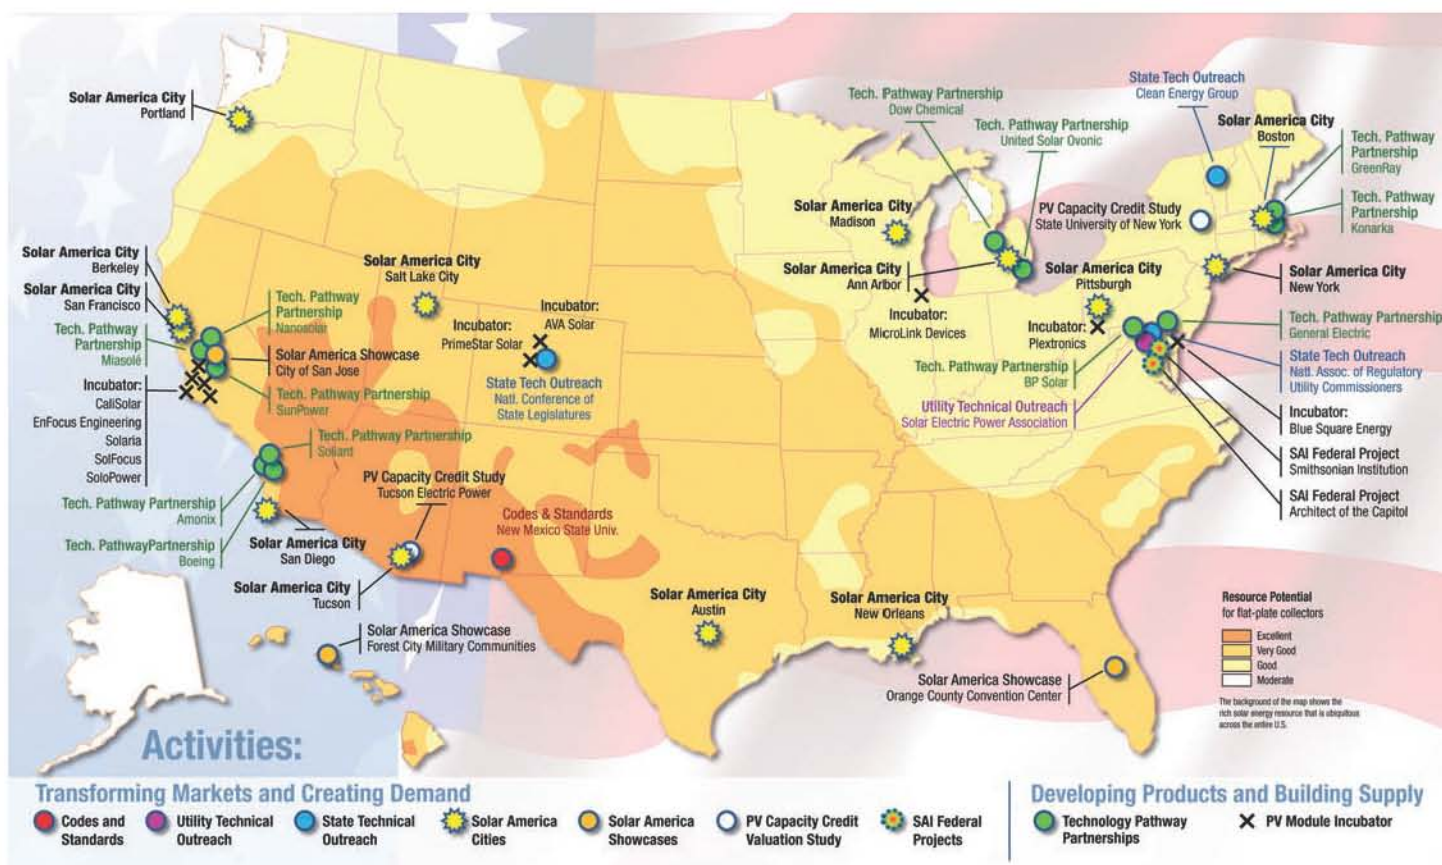 Solar America City
Portland
Tech. Pathway Partnership
Dow Chemical
Tech. Pathway Partnership
United Solar Ovonic
State Tech Outreach
Clean Energy Group
Solar America City
Boston
Tech. Pathway
Partnership
GreenRay
Tech. Pathway
Partnership
Konarka
Solar America City
Madison
PV Capacity Credit Study
State University of New York
Solar America City
Berkeley
Solar America City
San Francisco
Tech. Pathway
Partnership
Miasolé
Tech. Pathway
Partnership
Nanosolar
Solar America City
Salt Lake City
Solar America City
Ann Arbor
Solar America City
Pittsburgh
Solar America City
New York
Incubator:
AVA Solar
Incubator:
PrimeStar Solar
State Tech Outreach
Natl. Conference of
State Legislatures
Incubator:
MicroLink Devices
Incubator:
Plextronics
Tech. Pathway Partnership
General Electric
Solar America Showcase
City of San Jose
Tech. Pathway Partnership
SunPower
Tech. Pathway Partnership
BP Solar
State Tech Outreach
Natl. Assoc. of Regulatory
Utility Commissioners
Incubator:
CaliSolar
EnFocus Engineering
Solaria
SolFocus
SoloPower
Utility Technical Outreach
Solar Electric Power Association
Incubator:
Blue Square Energy
Tech. Pathway Partnership
Soliant
SAI Federal Project
Smithsonian Institution
PV Capacity Credit Study
Tucson Electric Power
Tech. Pathway Partnership
Amonix
SAI Federal Project
Architect of the Capitol
Codes & Standards
New Mexico State Univ.
Tech. PathwayPartnership
Boeing
Solar America City
San Diego
Solar America City
Tucson
Solar America City
Austin
Solar America City
New Orleans
Solar America Showcase
Forest City Military Communities
Solar America Showcase
Orange County Convention Center
Resource Potential
for flat-plate collectors
Excellent
Very Good
Good
Moderate
The background of the map shows the
rich solar energy resource that is ubiquitous
across the entire U.S.
Activities:
Transforming Markets and Creating Demand
Codes and
Standards
Utility Technical
Outreach
State Technical
Outreach
Solar America
Cities
Solar America
Showcases
PV Capacity Credit
Valuation Study
SAI Federal
Projects
Developing Products and Building Supply
Technology Pathway
Partnerships
PV Module Incubator